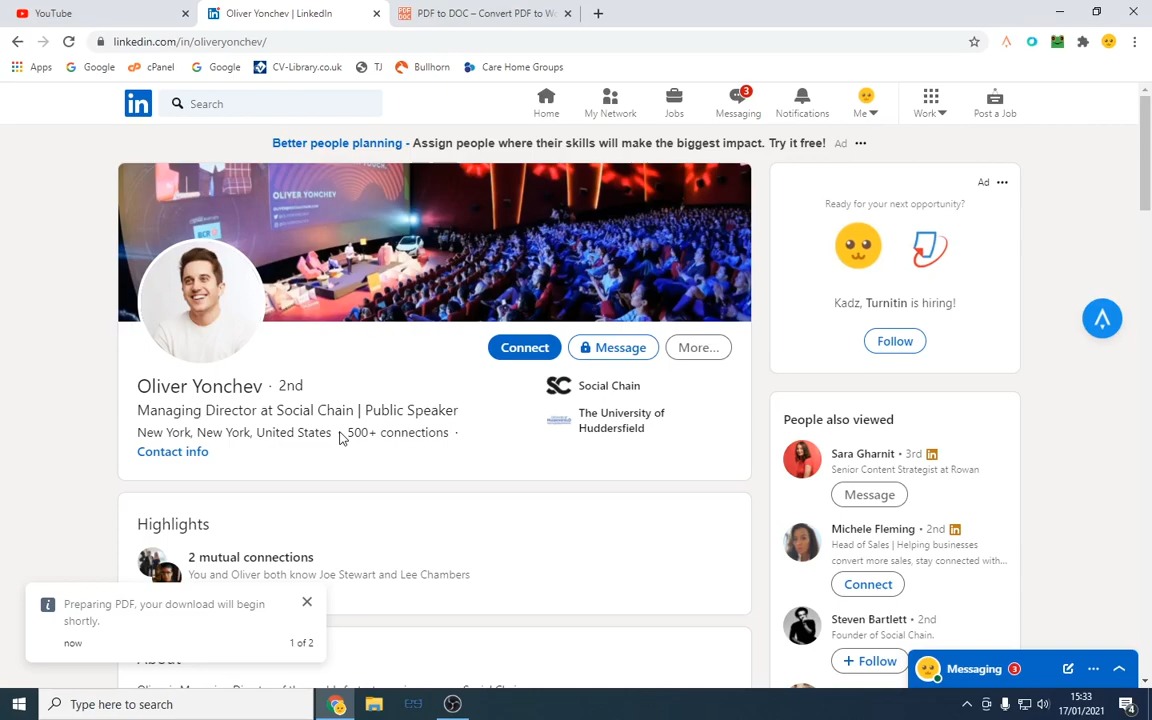 YouTube
Oliver Yonchev | LinkedIn
PDF to DOC – Convert PDF to Wo
linkedin.com/in/oliveryonchev/
Apps
Google
cPanel
Google
CV-Library.co.uk
TJ
Bullhorn
Care Home Groups
in
Search
Home
My Network
Jobs
3
Messaging
Notifications
Me
Work
Post a Job
Better people planning - Assign people where their skills will make the biggest impact. Try it free! Ad •••
OLIVER YONCHEV
BCR
Ad •••
Ready for your next opportunity?
Kadz, Turnitin is hiring!
Follow
Connect
Message
More...
Oliver Yonchev · 2nd
Managing Director at Social Chain | Public Speaker
New York, New York, United States · 500+ connections ·
Contact info
SC
Social Chain
The University of
Huddersfield
Highlights
2 mutual connections
You and Oliver both know Joe Stewart and Lee Chambers
People also viewed
Sara Gharnit • 3rd in
Senior Content Strategist at Rowan
Message
Michele Fleming • 2nd in
Head of Sales | Helping businesses
convert more sales, stay connected with...
Connect
Steven Bartlett • 2nd
Founder of Social Chain.
+ Follow
Preparing PDF, your download will begin
shortly.
now
1 of 2
About
Messaging 3
Type here to search
15:33
17/01/2021
4